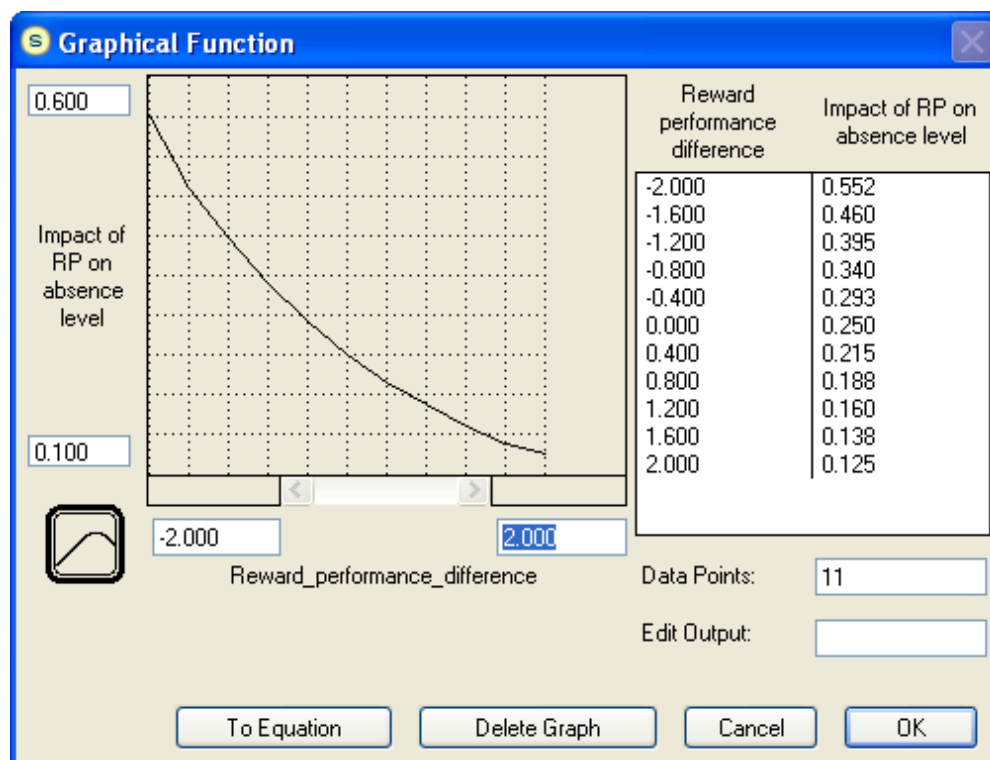 S Graphical Function
0.600
Impact of
RP on
absence
level
0.100
-2.000 2.000
Reward_performance_difference
Reward
performance
difference
Impact of RP on
absence level
-2.000 0.552
-1.600 0.460
-1.200 0.395
-0.800 0.340
-0.400 0.293
0.000 0.250
0.400 0.215
0.800 0.188
1.200 0.160
1.600 0.138
2.000 0.125
Data Points: 11
Edit Output:
To Equation Delete Graph Cancel OK